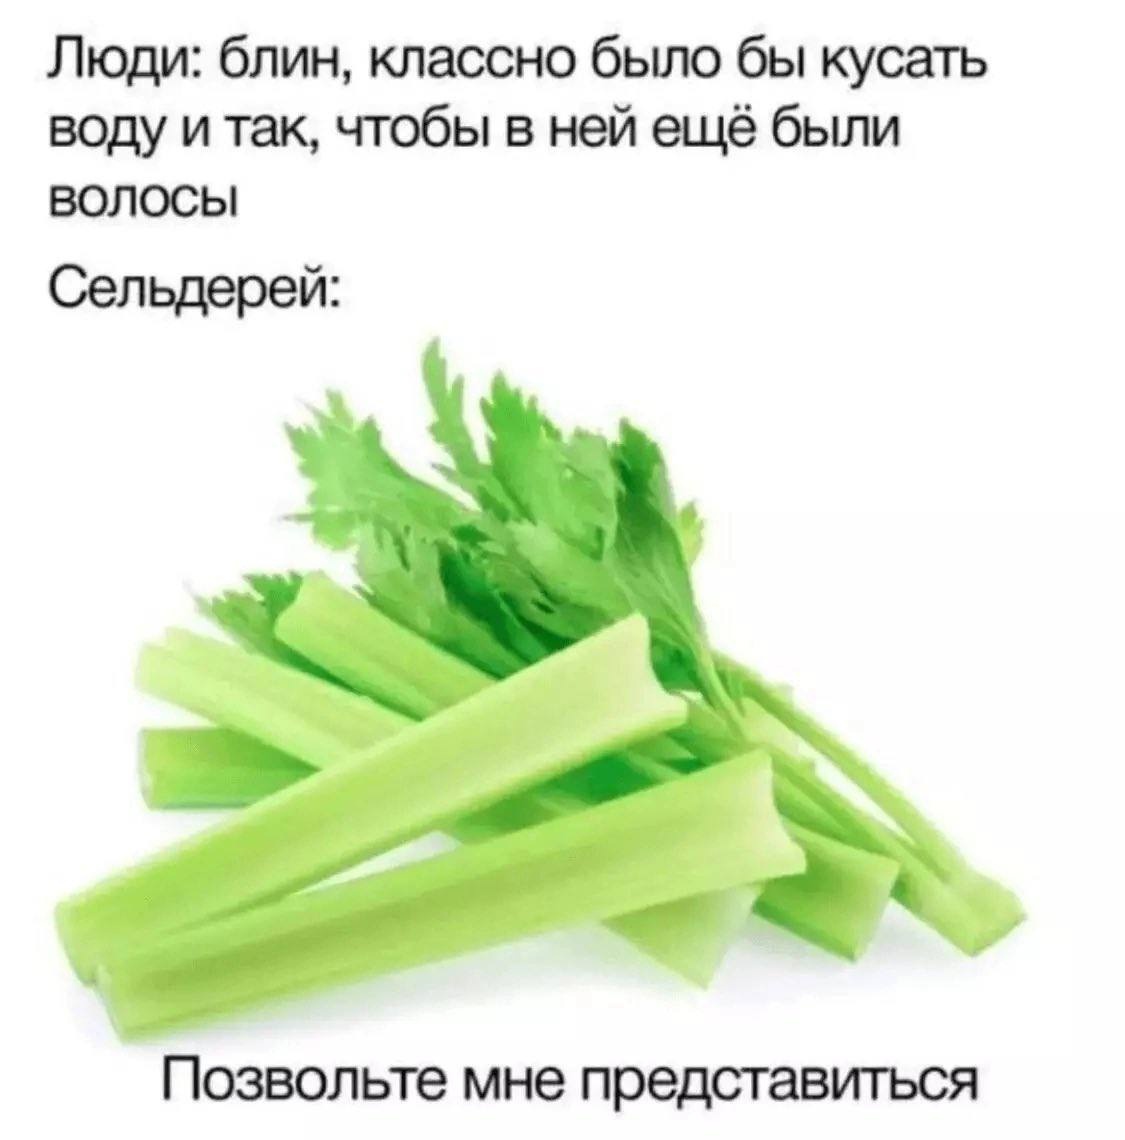 Люди: блин, классно было бы кусать
воду и так, чтобы в ней ещё были
волосы
Сельдерей:
Позвольте мне представиться